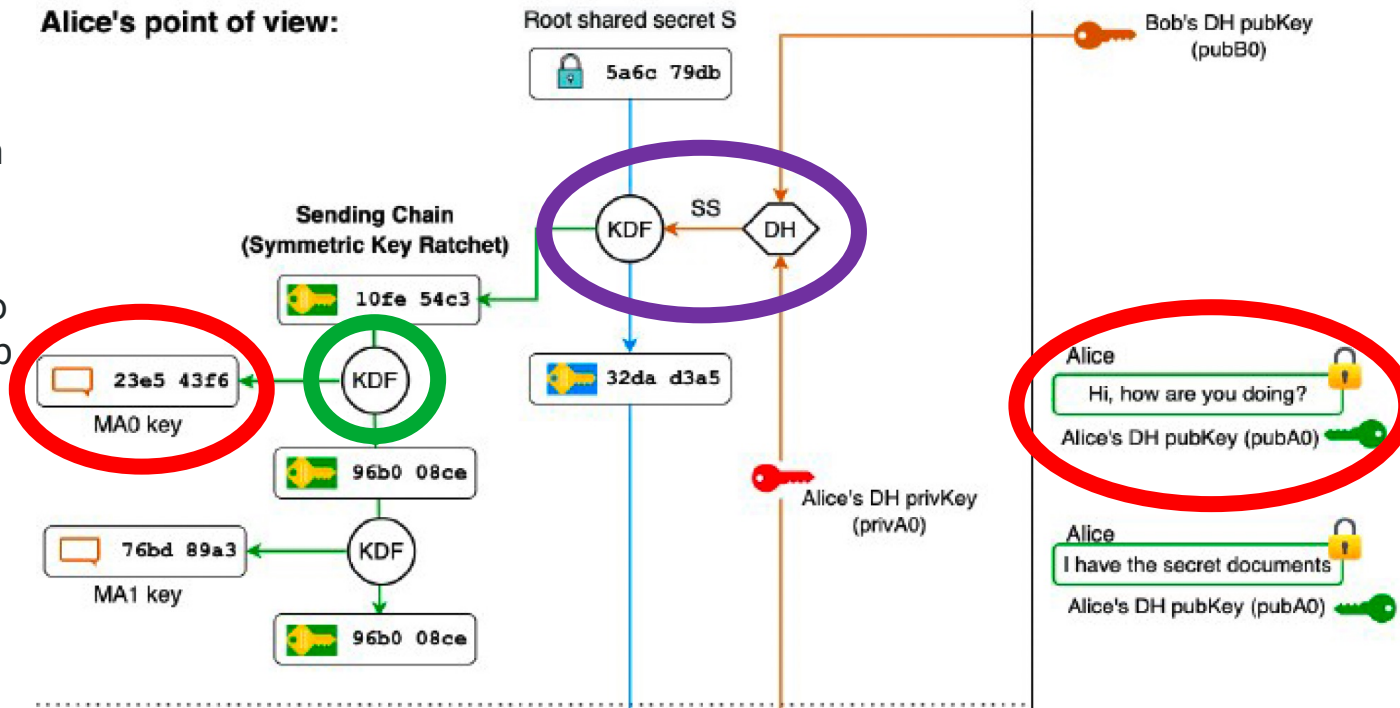 Alice's point of view:
Root shared secret S
Bob's DH pubKey
(pubB0)
5a6c 79db
SS
KDF
DH
Sending Chain
(Symmetric Key Ratchet)
10fe 54c3
32da d3a5
23e5 43f6
KDF
MA0 key
Alice
Hi, how are you doing?
Alice's DH pubKey (pubA0)
96b0 08ce
Alice's DH privKey
(privA0)
76bd 89a3
KDF
MA1 key
Alice
I have the secret documents
Alice's DH pubKey (pubA0)
96b0 08ce